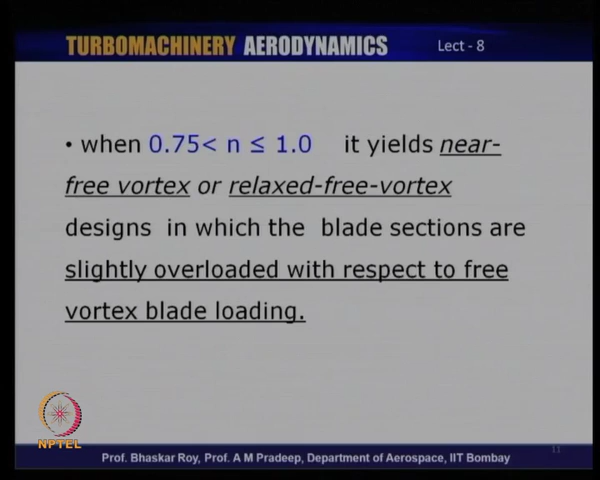 TURBOMACHINERY AERODYNAMICS Lect - 8
• when 0.75< n ≤ 1.0 it yields near-
free vortex or relaxed-free-vortex
designs in which the blade sections are
slightly overloaded with respect to free
vortex blade loading.
NPTEL
11
Prof. Bhaskar Roy, Prof. A M Pradeep, Department of Aerospace, IIT Bombay